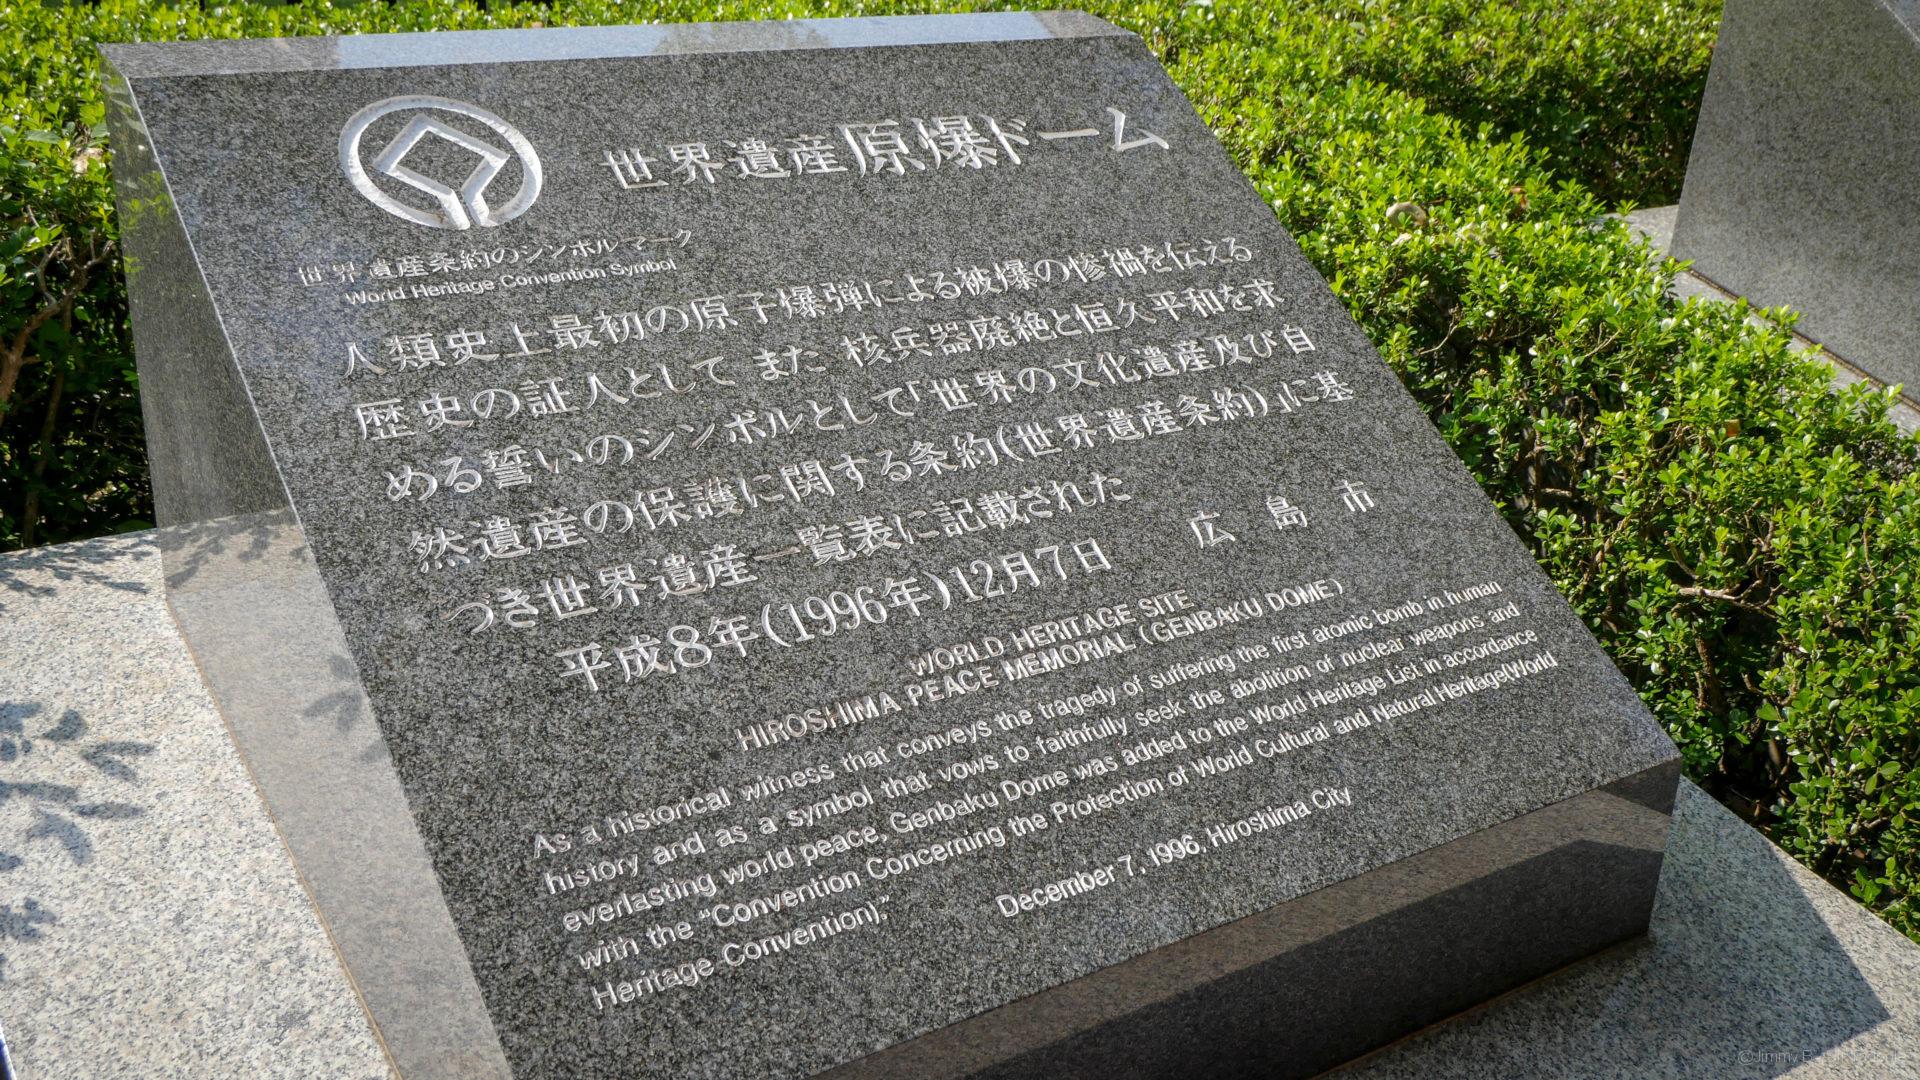 世界遺産原爆ドーム
世界遺産条約のシンボルマーク
World Heritage Convention Symbol
人類史上最初の原子爆弾による被爆の惨禍を伝える
歴史の証人として また 核兵器廃絶と恒久平和を求
める誓いのシンボルとして「世界の文化遺産及び自
然遺産の保護に関する条約(世界遺産条約)」に基
づき世界遺産一覧表に記載された
平成8年(1996年)12月7日 広島市
WORLD HERITAGE SITE
HIROSHIMA PEACE MEMORIAL (GENBAKU DOME)
As a historical witness that conveys the tragedy of suffering the first atomic bomb in human
history and as a symbol that vows to faithfully seek the abolition of nuclear weapons and
everlasting world peace, Genbaku Dome was added to the World Heritage List in accordance
with the "Convention Concerning the Protection of World Cultural and Natural Heritage(World
Heritage Convention)."
December 7, 1996, Hiroshima City
©Jimmy